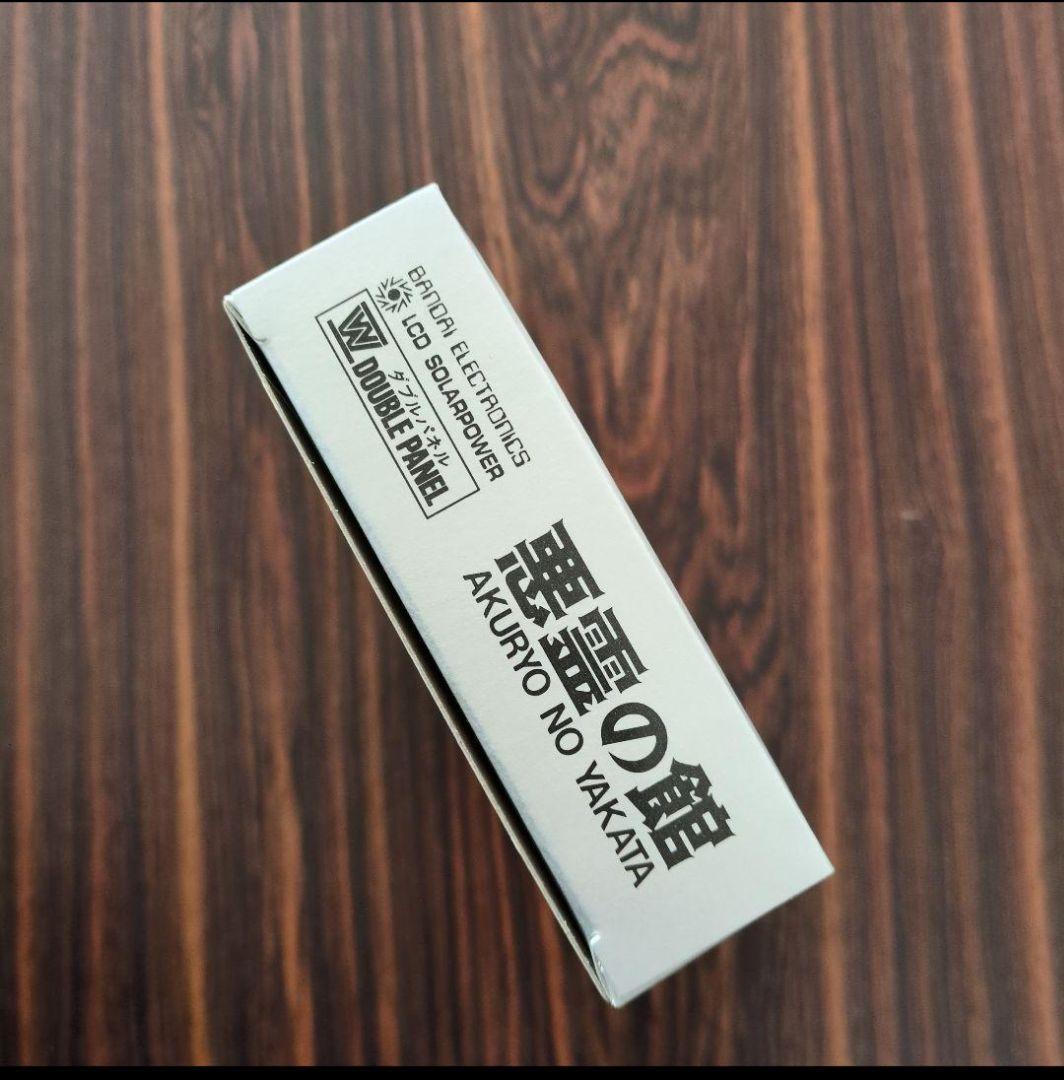 BANDAI ELECTRONICS
LCD SOLARPOWER
W ダブルパネル
DOUBLE PANEL
悪霊の館
AKURYO NO YAKATA